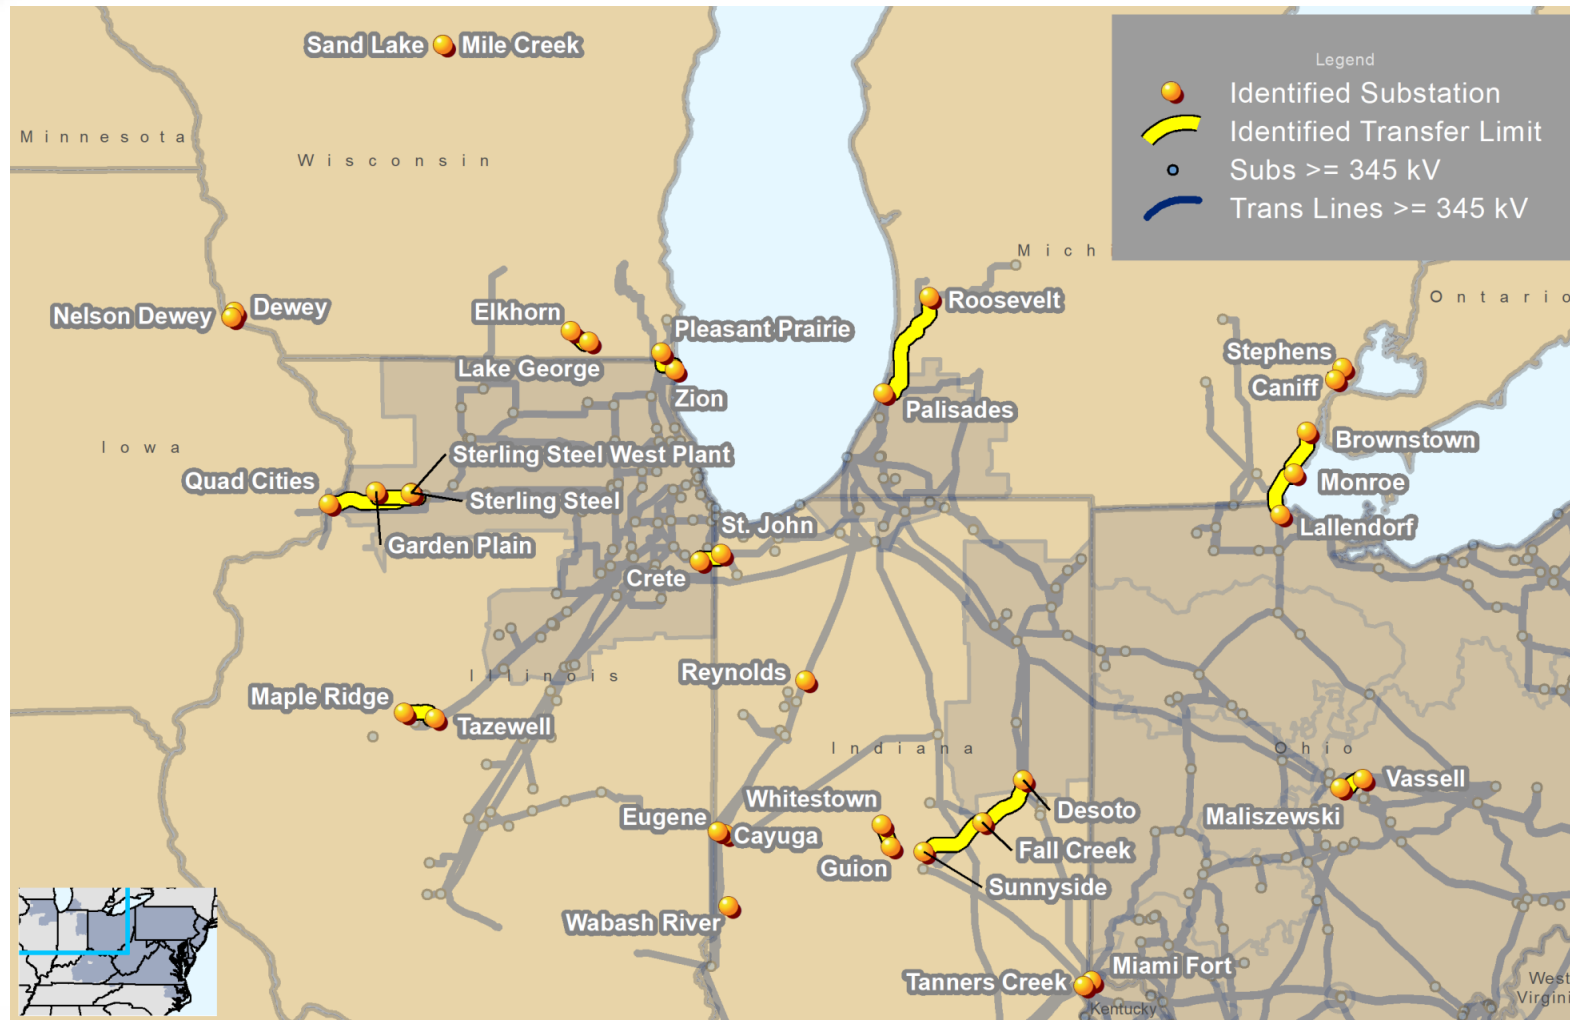 Sand Lake
Mile Creek
Legend
Identified Substation
Identified Transfer Limit
Subs >= 345 kV
Trans Lines >= 345 kV
Minnesota
Wisconsin
Michi
Ontario
Roosevelt
Nelson Dewey
Dewey
Elkhorn
Pleasant Prairie
Lake George
Zion
Stephens
Caniff
Palisades
Iowa
Brownstown
Sterling Steel West Plant
Quad Cities
Sterling Steel
Monroe
Garden Plain
St. John
Lallendorf
Crete
Reynolds
Illinois
Maple Ridge
Tazewell
Indiana
Ohio
Whitestown
Desoto
Vassell
Eugene
Cayuga
Maliszewski
Guion
Fall Creek
Sunnyside
Wabash River
Tanners Creek
Miami Fort
Kentucky
West
Virgini